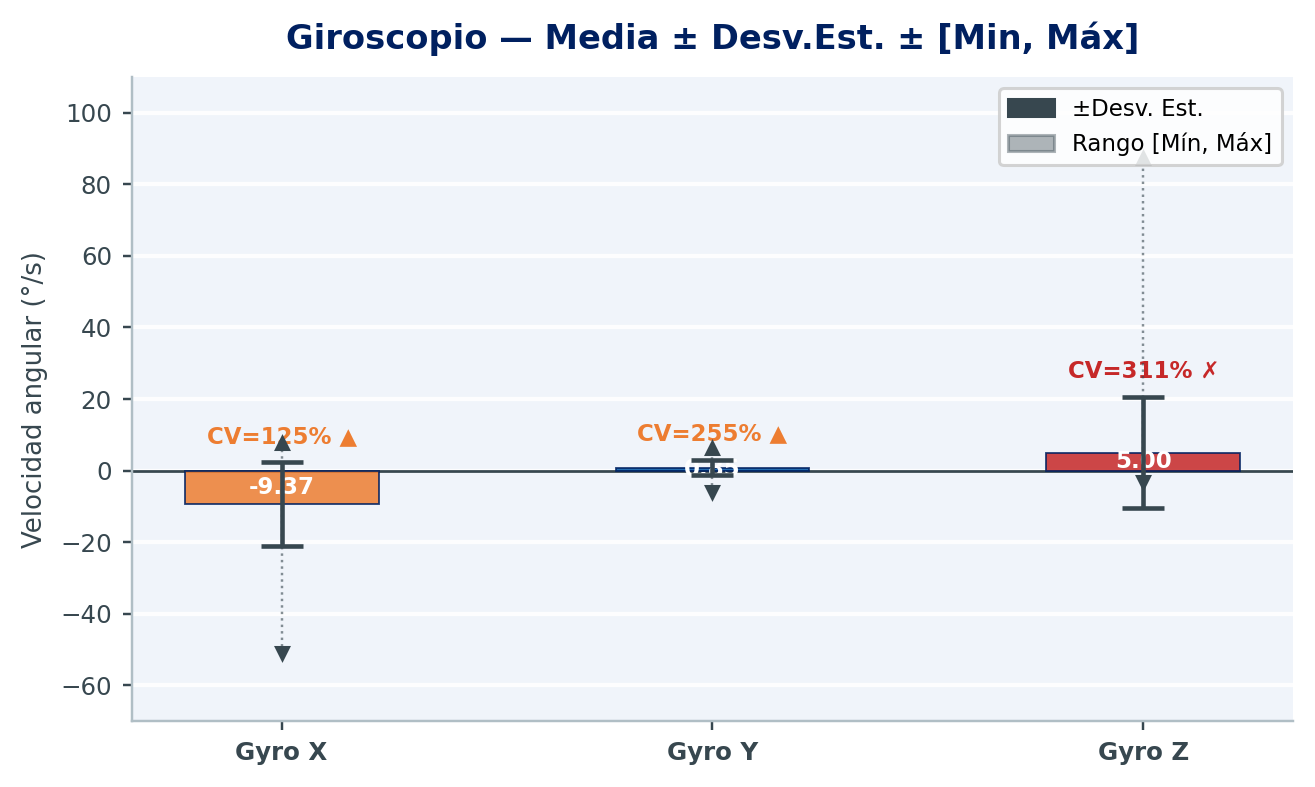 Giroscopio — Media ± Desv.Est. ± [Min, Máx]
±Desv. Est.
Rango [Mín, Máx]
Velocidad angular (°/s)
100
80
60
40
20
0
−20
−40
−60
CV=125% ▲
-9.37
CV=255% ▲
CV=311% ✗
5.00
Gyro X
Gyro Y
Gyro Z